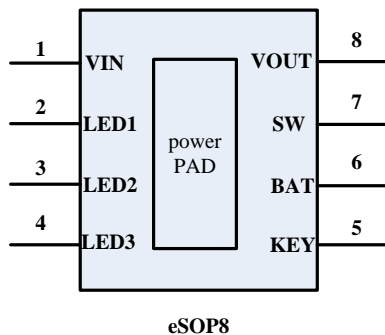 1 VIN VOUT 8
2 LED1 SW 7
power
PAD
3 LED2 BAT 6
4 LED3 KEY 5
eSOP8